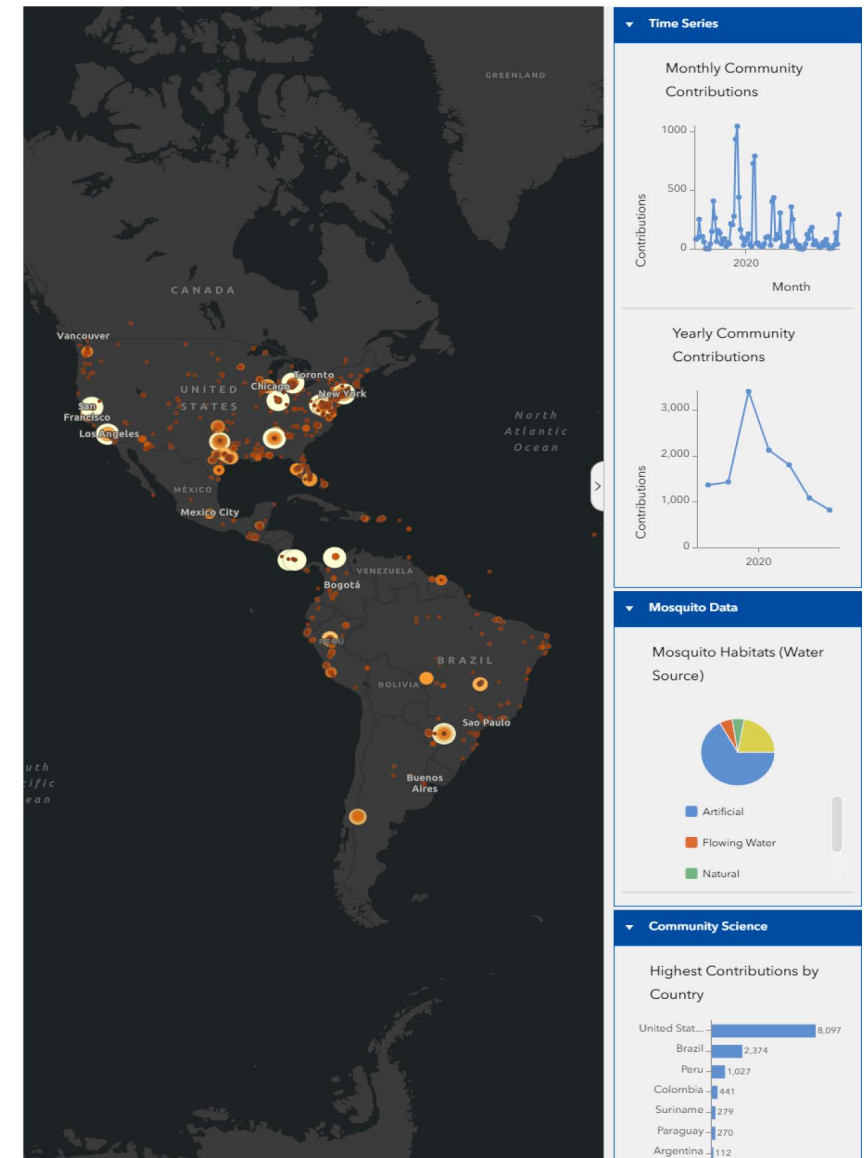 GREENLAND
CANADA
Vancouver
Toronto
Chicago
UNITED
New York
STATES
San
Francisco
Los Angeles
North
Atlantic
Ocean
MÉXICO
Mexico City
VENEZUELA
Bogotá
PERU
BRAZIL
BOLIVIA
Sao Paulo
Buenos
Aires
uth
cific
ean
Time Series
Monthly Community
Contributions
1000
500
0
Contributions
2020
Month
Yearly Community
Contributions
3,000
2,000
1,000
0
Contributions
2020
Mosquito Data
Mosquito Habitats (Water
Source)
Artificial
Flowing Water
Natural
Community Science
Highest Contributions by
Country
United Stat... 8,097
Brazil 2,374
Peru 1,027
Colombia 441
Suriname 279
Paraguay 270
Argentina 112